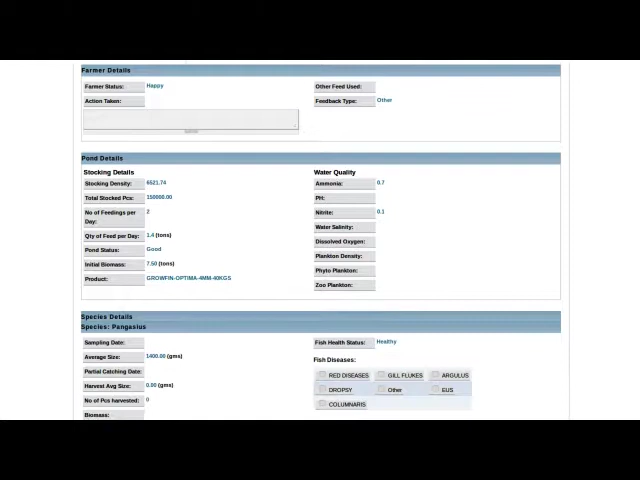 Farmer Details
Farmer Status: Happy
Other Feed Used:
Action Taken:
Feedback Type: Other
Pond Details
Stocking Details
Water Quality
Stocking Density: 6521.74
Ammonia: 0.7
Total Stocked Pcs: 150000.00
PH:
No of Feedings per Day: 2
Nitrite: 0.1
Water Salinity:
Qty of Feed per Day: 1.4 (tons)
Dissolved Oxygen:
Pond Status: Good
Plankton Density:
Initial Biomass: 7.50 (tons)
Phyto Plankton:
Product: GROWFIN-OPTIMA-4MM-40KGS
Zoo Plankton:
Species Details
Species: Pangasius
Sampling Date:
Fish Health Status: Healthy
Average Size: 1400.00 (gms)
Fish Diseases:
Partial Catching Date:
RED DISEASES GILL FLUKES ARGULUS
Harvest Avg Size: 0.00 (gms)
DROPSY Other EUS
No of Pcs harvested: 0
COLUMNARIS
Biomass: